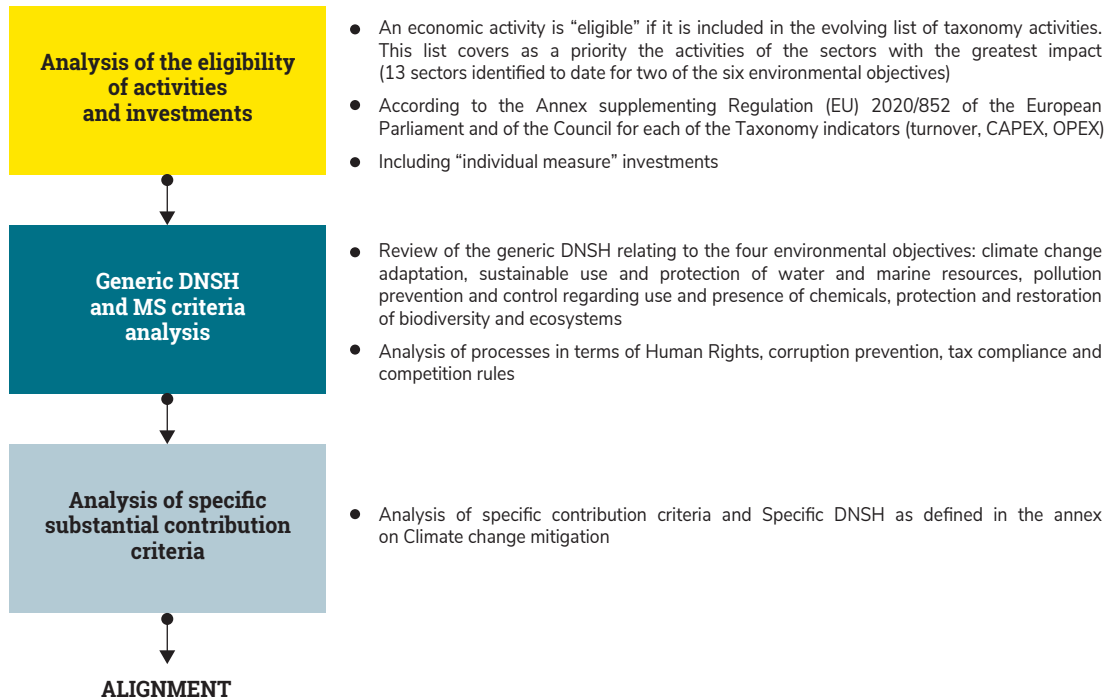 Analysis of the eligibility
of activities
and investments
● An economic activity is “eligible” if it is included in the evolving list of taxonomy activities.
This list covers as a priority the activities of the sectors with the greatest impact
(13 sectors identified to date for two of the six environmental objectives)
● According to the Annex supplementing Regulation (EU) 2020/852 of the European
Parliament and of the Council for each of the Taxonomy indicators (turnover, CAPEX, OPEX)
● Including “individual measure” investments
Generic DNSH
and MS criteria
analysis
● Review of the generic DNSH relating to the four environmental objectives: climate change
adaptation, sustainable use and protection of water and marine resources, pollution
prevention and control regarding use and presence of chemicals, protection and restoration
of biodiversity and ecosystems
● Analysis of processes in terms of Human Rights, corruption prevention, tax compliance and
competition rules
Analysis of specific
substantial contribution
criteria
● Analysis of specific contribution criteria and Specific DNSH as defined in the annex
on Climate change mitigation
ALIGNMENT